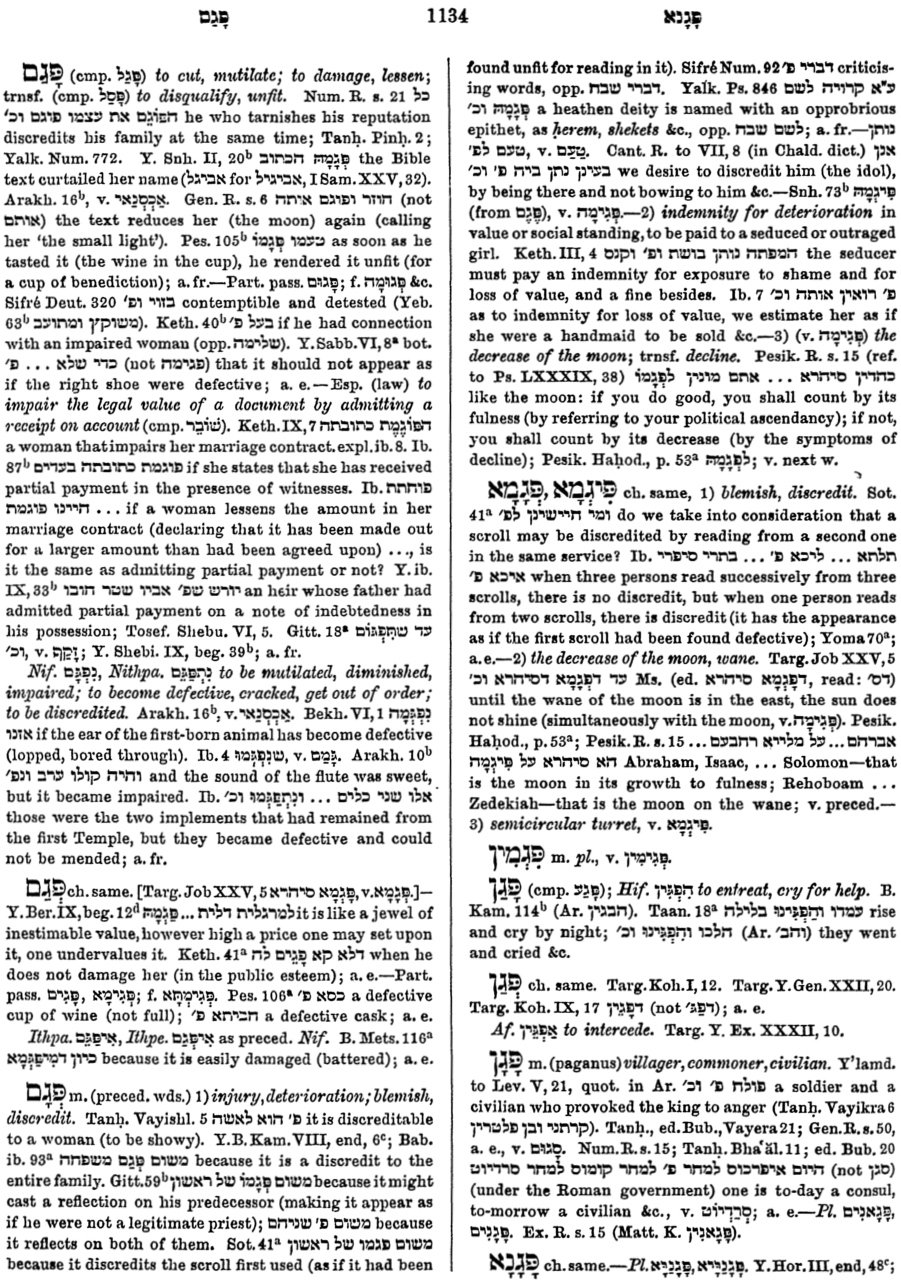 פָּגַם 1134 פָּגָנא
פָּגַם (cmp. פָּגַל) to cut, mutilate; to damage, lessen;
trnsf. (cmp. פָּסַל) to disqualify, unfit. Num. R. s. 21 כל
הפוגם את עצמו פוגם וכ׳ he who tarnishes his reputation
discredits his family at the same time; Tanḥ. Pinḥ. 2;
Yalk. Num. 772. Y. Snh. II, 20b פְּגָמָהּ הכתוב the Bible
text curtailed her name (אביגל for אביגיל, I Sam. XXV, 32).
Arakh. 16b, v. אַכְסְנַאי. Gen. R. s. 6 חוזר ופוגם אותה (not
אותם) the text reduces her (the moon) again (calling
her ‘the small light’). Pes. 105b טעמו פְּגָמוֹ as soon as he
tasted it (the wine in the cup), he rendered it unfit (for
a cup of benediction); a. fr.—Part. pass. פָּגוּם; f. פְּגוּמָה &c.
Sifré Deut. 320 בזוי ופ׳ contemptible and detested (Yeb.
63b משוקץ ומתועב). Keth. 40b בעל פ׳ if he had connection
with an impaired woman (opp. שלימה). Y. Sabb. VI, 8a bot.
כדי שלא ... פ׳ (not פגימה) that it should not appear as
if the right shoe were defective; a. e.—Esp. (law) to
impair the legal value of a document by admitting a
receipt on account (cmp. שׁוֹבֵר). Keth. IX, 7 הפּוֹגֶמֶת כתובתה
a woman that impairs her marriage contract. expl. ib. 8. Ib.
87b פוגמת כתובתה בעדים if she states that she has received
partial payment in the presence of witnesses. Ib. פוחתת
היינו פוגמת ... if a woman lessens the amount in her
marriage contract (declaring that it has been made out
for a larger amount than had been agreed upon) ..., is
it the same as admitting partial payment or not? Y. ib.
IX, 33b יורש שפ׳ אביו שטר חובו an heir whose father had
admitted partial payment on a note of indebtedness in
his possession; Tosef. Shebu. VI, 5. Gitt. 18a עד שתִּפְגּוֹם
וכ׳, v. זָקַף; Y. Shebi. IX, beg. 39b; a. fr.
Nif. נִפְגַּם, Nithpa. נִתְפַּגֵּם to be mutilated, diminished,
impaired; to become defective, cracked, get out of order;
to be discredited. Arakh. 16b, v. אַכְסְנַאי. Bekh. VI, 1 נִפְגְּמָה
אזנו if the ear of the first-born animal has become defective
(lopped, bored through). Ib. 4 שנִפְגְּמוּ, v. גָּמַם. Arakh. 10b
והיה קולו ערב ונפ׳ and the sound of the flute was sweet,
but it became impaired. Ib. אלו שני כלים ... ונִתְפַּגְּמוּ וכ׳
those were the two implements that had remained from
the first Temple, but they became defective and could
not be mended; a. fr.
פְּגַם ch. same. [Targ. Job XXV, 5 פָּגְמָא סיהרא, v. פָּגְמָא.]—
Y. Ber. IX, beg. 12d למרגלית דלית ... פְּגָמָהּ it is like a jewel of
inestimable value, however high a price one may set upon
it, one undervalues it. Keth. 41a דלא קא פָגֵים לה when he
does not damage her (in the public esteem); a. e.—Part.
pass. פְּגִימָא, פָּגִים; f. פְּגִימְתָּא. Pes. 106a כסא פ׳ a defective
cup of wine (not full); חביתא פ׳ a defective cask; a. e.
Ithpa. אִיפַּגַּם, Ithpe. אִיפְּגֵם as preced. Nif. B. Mets. 116a
כיון דמִיפַּגְּמָא because it is easily damaged (battered); a. e.
פְּגָם m. (preced. wds.) 1) injury, deterioration; blemish,
discredit. Tanḥ. Vayishl. 5 פ׳ הוא לאשה it is discreditable
to a woman (to be showy). Y. B. Kam. VIII, end, 6c; Bab.
ib. 93a משום פְּגַם משפחה because it is a discredit to the
entire family. Gitt. 59b משום פְּגָמוֹ של ראשון because it might
cast a reflection on his predecessor (making it appear as
if he were not a legitimate priest); משום פ׳ שניהם because
it reflects on both of them. Sot. 41a משום פגמו של ראשון
because it discredits the scroll first used (as if it had been
found unfit for reading in it). Sifré Num. 92 דברי פ׳ criticis-
ing words, opp. דברי שבח. Yalk. Ps. 846 ע״א קרויה לשם
פְּגָמָהּ וכ׳ a heathen deity is named with an opprobrious
epithet, as ḥerem, shekets &c., opp. לשם שבח; a. fr.—נותן
טעם לפ׳, v. טַעַם. Cant. R. to VII, 8 (in Chald. dict.) אנן
בעינן נתן ביה פ׳ וכ׳ we desire to discredit him (the idol),
by being there and not bowing to him &c.—Snh. 73b פִּיגְמָהּ
(from פֶּגֶם), v. פְּגִימָה.—2) indemnity for deterioration in
value or social standing, to be paid to a seduced or outraged
girl. Keth. III, 4 המפתה נותן בושת ופ׳ וקנס the seducer
must pay an indemnity for exposure to shame and for
loss of value, and a fine besides. Ib. 7 פ׳ רואין אותה וכ׳
as to indemnity for loss of value, we estimate her as if
she were a handmaid to be sold &c.—3) (v. פְּגִימָה) the
decrease of the moon; trnsf. decline. Pesik. R. s. 15 (ref.
to Ps. LXXXIX, 38) כהדין סיהרא ... אתם מונין לפְגָמוֹ
like the moon: if you do good, you shall count by its
fulness (by referring to your political ascendancy); if not,
you shall count by its decrease (by the symptoms of
decline); Pesik. Haḥod., p. 53a לפְגָמָהּ; v. next w.
פִּיגְמָא, פְּגָמָא ch. same, 1) blemish, discredit. Sot.
41a ומי חיישינן לפ׳ do we take into consideration that a
scroll may be discredited by reading from a second one
in the same service? Ib. תלתא ... ליכא פ׳ ... בתרי סיפרי
איכא פ׳ when three persons read successively from three
scrolls, there is no discredit, but when one person reads
from two scrolls, there is discredit (it has the appearance
as if the first scroll had been found defective); Yoma 70a;
a. e.—2) the decrease of the moon, wane. Targ. Job XXV, 5
עד דפְגָמָא דסיהרא וכ׳ Ms. (ed. דפָגְמָא סיהרא, read: דס׳)
until the wane of the moon is in the east, the sun does
not shine (simultaneously with the moon, v. פְּגִימָה). Pesik.
Haḥod., p. 53a; Pesik. R. s. 15 אברהם... על מלייא רחבעם ...
הא סיהרא על פִּיגְמָהּ Abraham, Isaac, ... Solomon—that
is the moon in its growth to fulness; Rehoboam ...
Zedekiah—that is the moon on the wane; v. preced.—
3) semicircular turret, v. פִּיגְמָא.
פִּגְמִין m. pl., v. פְּגִימִין.
פָּגַן (cmp. פָּגַע); Hif. הִפְגִּין to entreat, cry for help. B.
Kam. 114b (Ar. הבגין). Taan. 18a עמדו והַפְגִּינוּ בלילה rise
and cry by night; הלכו והִפְגִּינוּ וכ׳ (Ar. והב׳) they went
and cried &c.
פְּגַן ch. same. Targ. Koh. I, 12. Targ. Y. Gen. XXII, 20.
Targ. Koh. IX, 17 דפָגֵין (not דפַגּ׳); a. e.
Af. אַפְגֵּין to intercede. Targ. Y. Ex. XXXII, 10.
פָּגָן m. (paganus) villager, commoner, civilian. Y’lamd.
to Lev. V, 21, quot. in Ar. פולח פ׳ וכ׳ a soldier and a
civilian who provoked the king to anger (Tanḥ. Vayikra 6
קרתני ובן פלטרין). Tanḥ., ed. Bub., Vayera 21; Gen. R. s. 50,
a. e., v. סָגוּם. Num. R. s. 15; Tanḥ. Bha‘ăl. 11; ed. Bub. 20
היום איפרכוס למחר פ׳ למחר קומוס למחר סרדיוט (not סגן)
(under the Roman government) one is to-day a consul,
to-morrow a civilian &c., v. סְרַדְיוֹט; a. e.—Pl. פָּגָאנִים,
פָּגָנִים. Ex. R. s. 15 (Matt. K. פָּגָאנִין).
פָּגָנָא ch. same.—Pl. פָּגָנַיָּיא, פָּגָנַיָּא. Y. Hor. III, end, 48c;